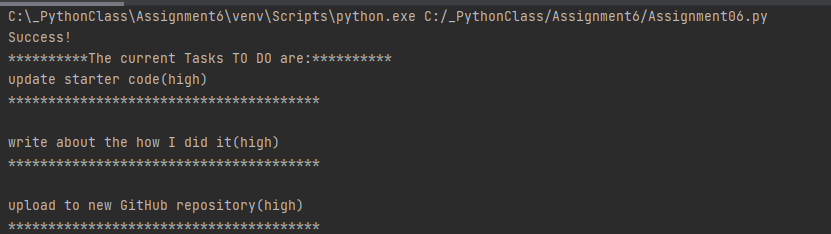 C:\_PythonClass\Assignment6\venv\Scripts\python.exe C:/_PythonClass/Assignment6/Assignment06.py
Success!
**********The current Tasks TO DO are:**********
update starter code(high)
***************************************
write about the how I did it(high)
***************************************
upload to new GitHub repository(high)
***************************************